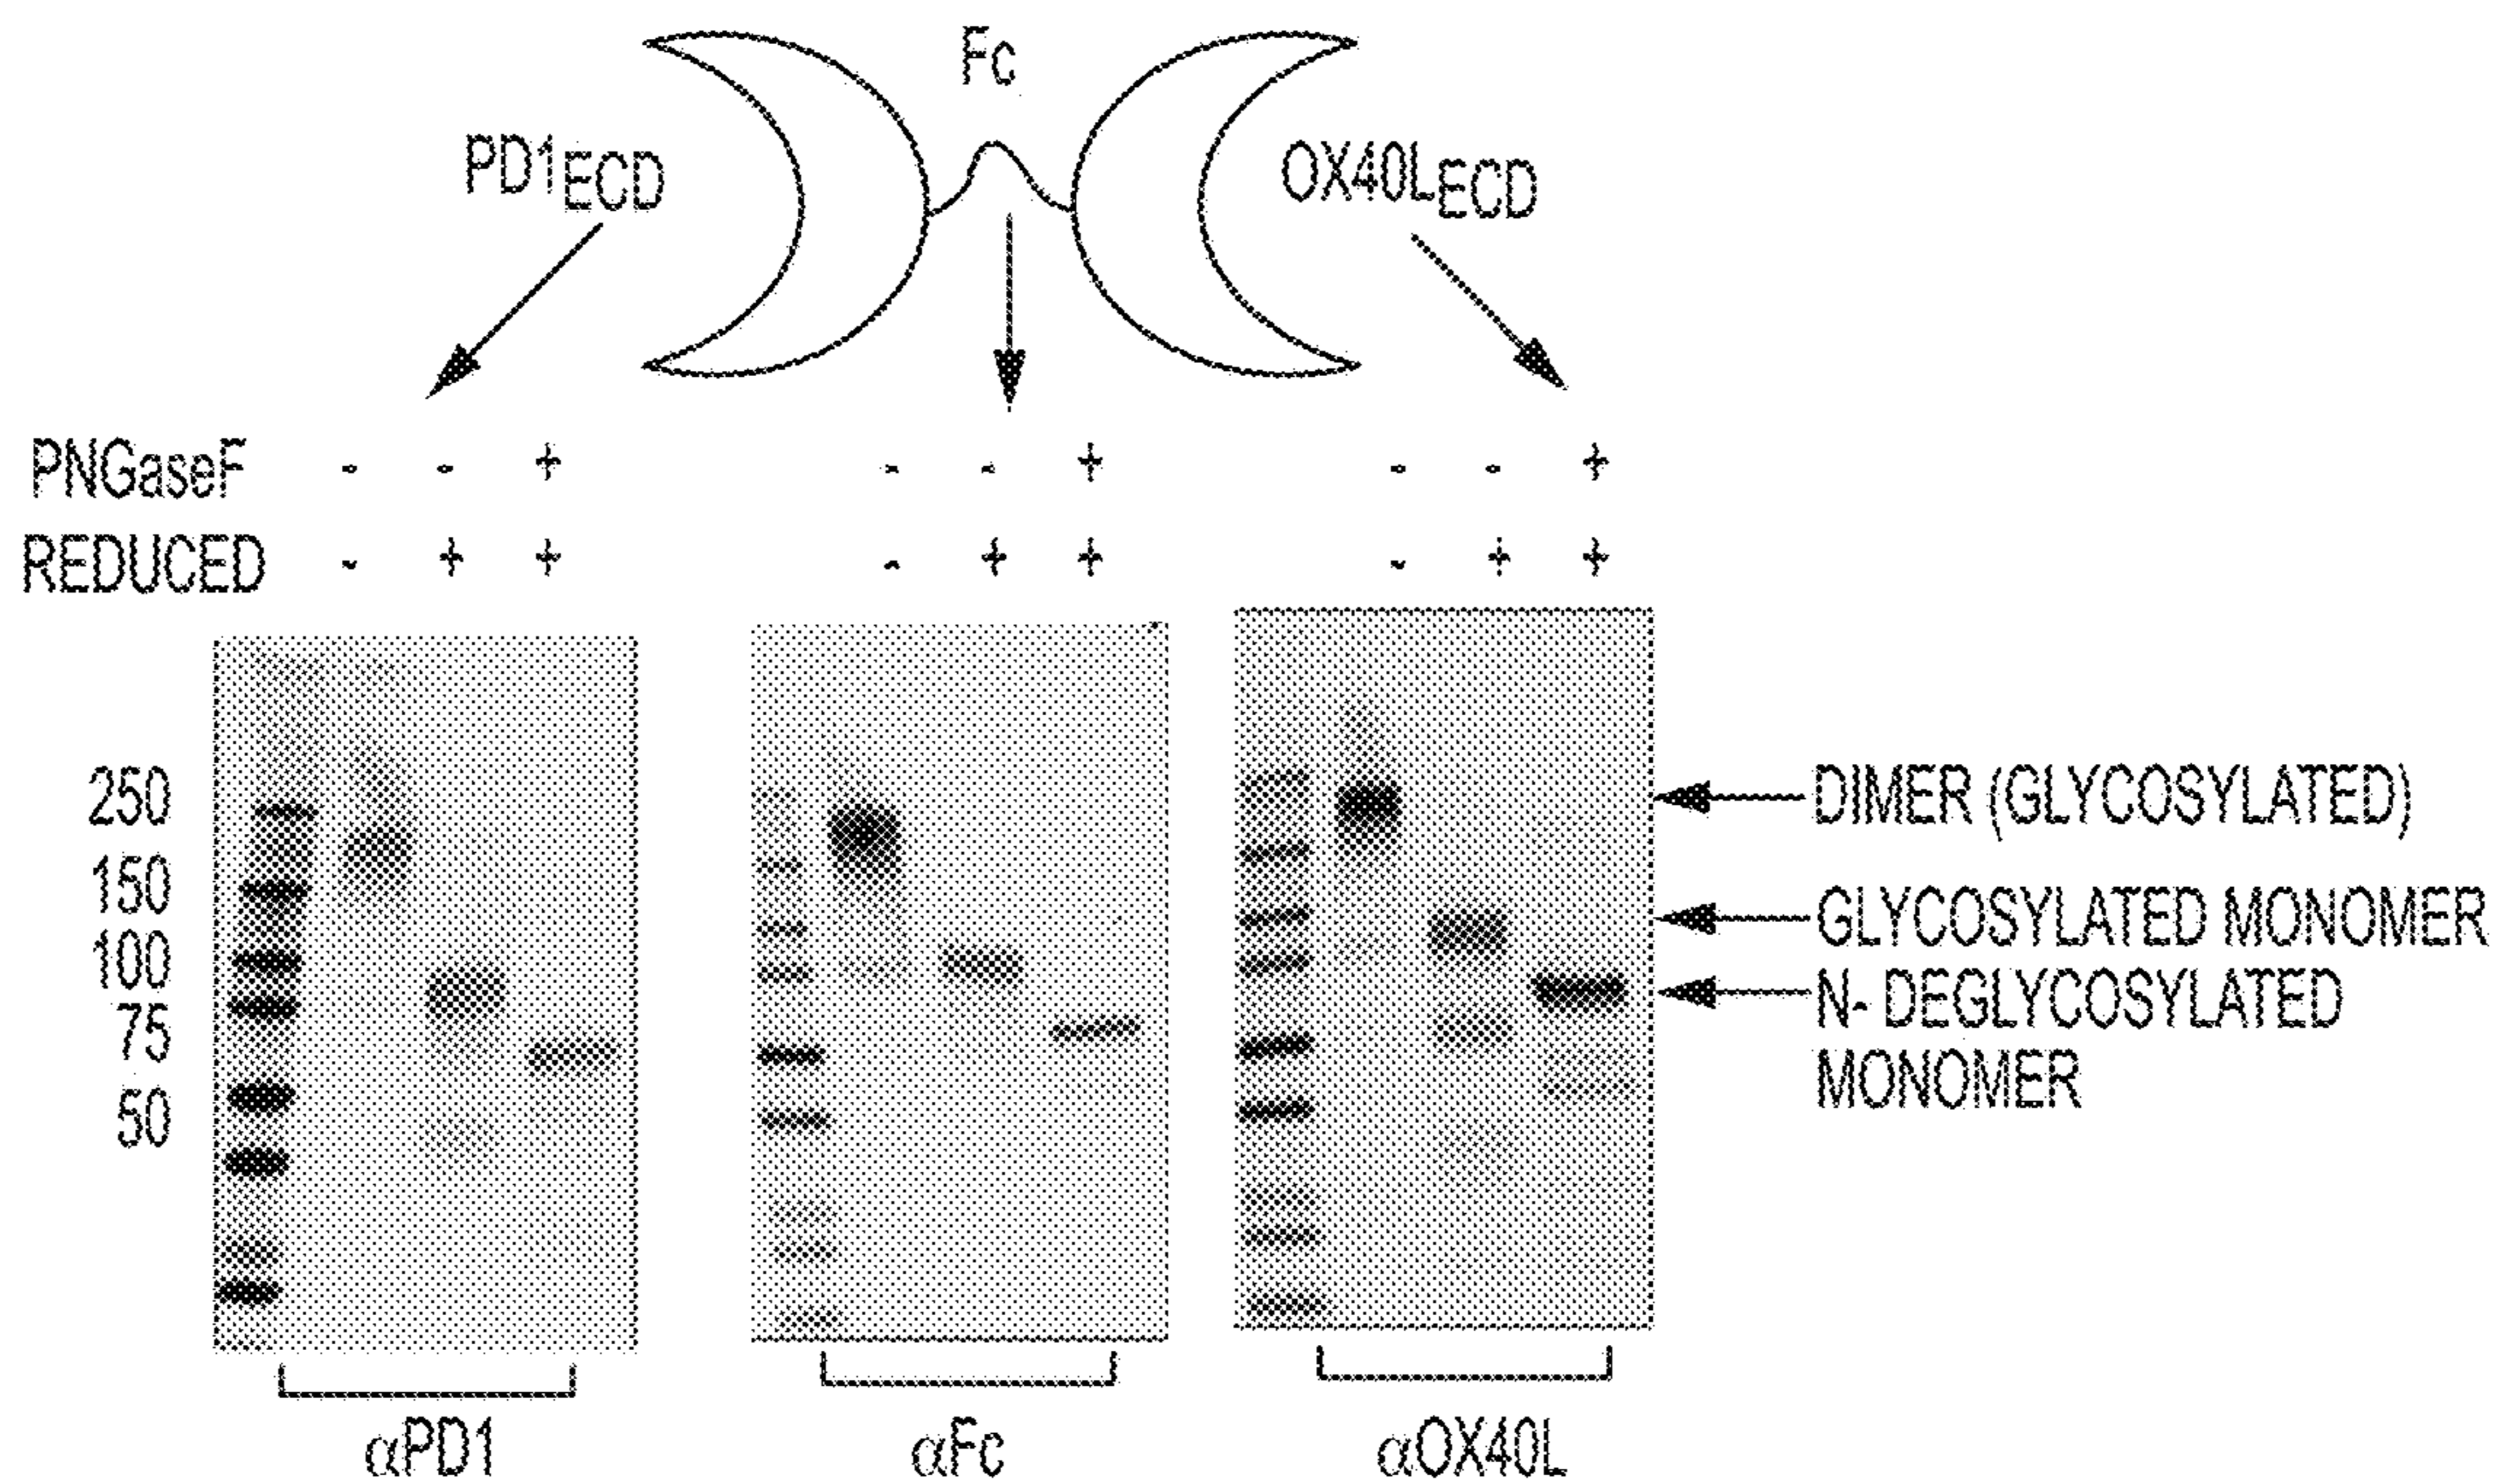 Fc
PD1ECD
OX40LECD
PNGaseF - - + - - + - - +
REDUCED - + + - + + - + +
250
150
100
75
50
DIMER (GLYCOSYLATED)
GLYCOSYLATED MONOMER
N- DEGLYCOSYLATED
MONOMER
αPD1
αFc
αOX40L